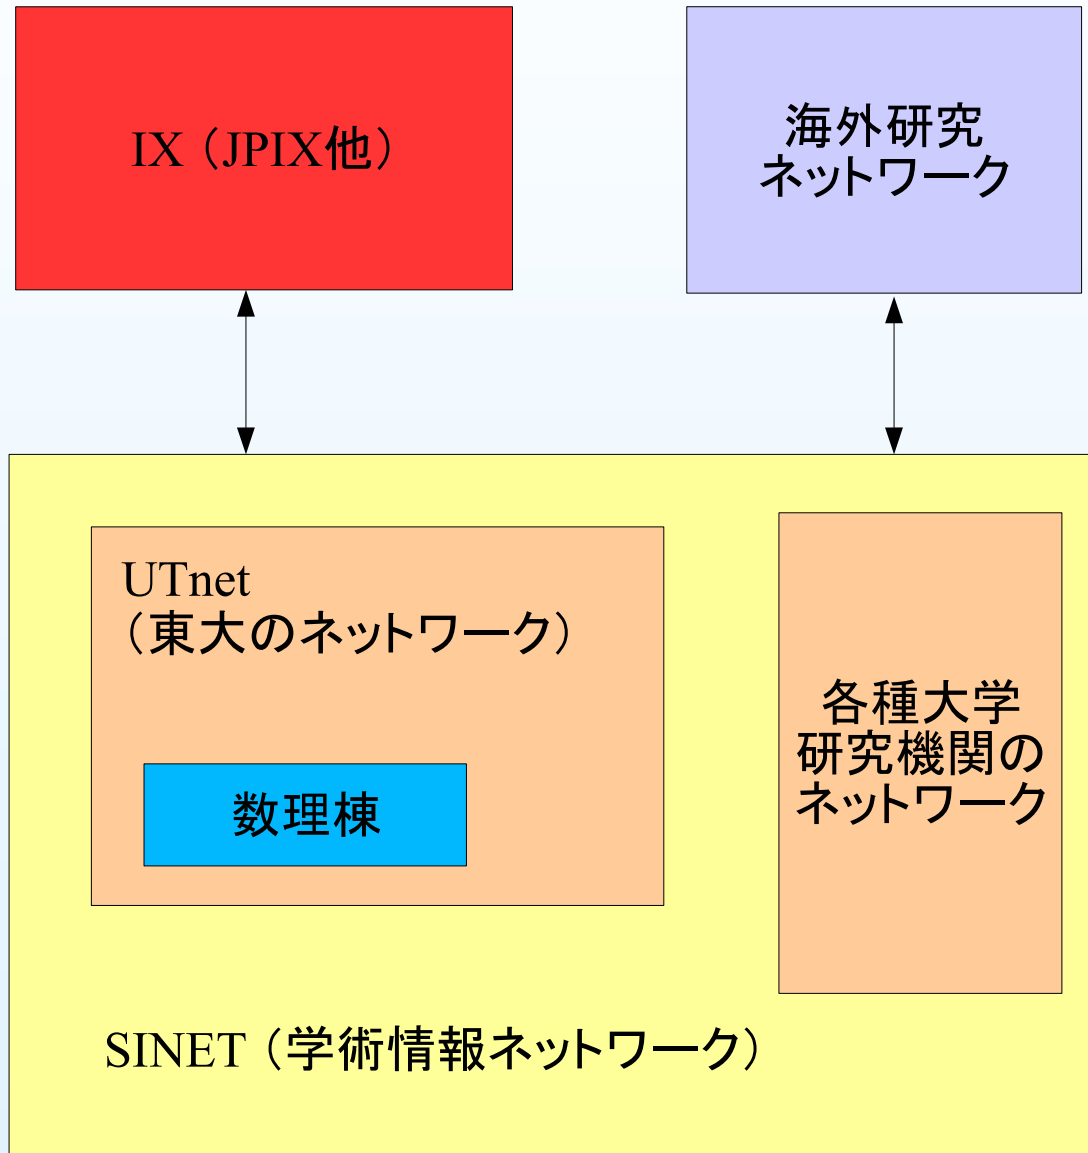 IX（JPIX他）
海外研究
ネットワーク
UTnet
（東大のネットワーク）
各種大学
研究機関の
ネットワーク
数理棟
SINET（学術情報ネットワーク）